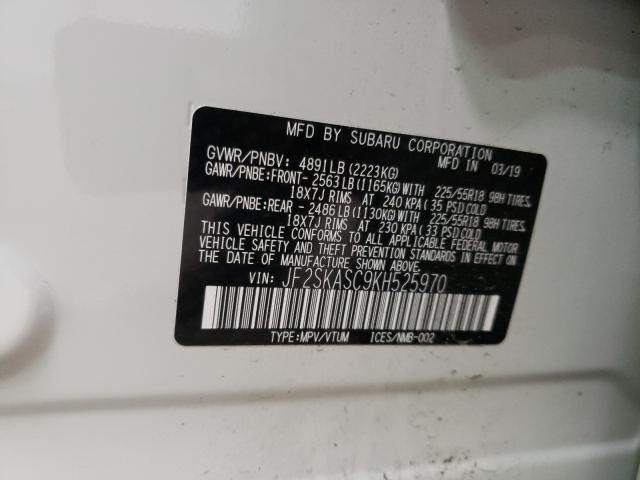 MFD BY SUBARU CORPORATION
GVWR/PNBV: 4891LB(2223KG) MFD IN 03/19
GAWR/PNBE:FRONT- 2563LB(1165KG)WITH 225/55R18 98H TIRES,
18X7J RIMS AT 240 KPA(35 PSI)COLD
GAWR/PNBE:REAR - 2486LB(1130KG)WITH 225/55R18 98H TIRES,
18X7J RIMS AT 230 KPA(33 PSI)COLD
THIS VEHICLE CONFORMS TO ALL APPLICABLE FEDERAL MOTOR
VEHICLE SAFETY AND THEFT PREVENTION STANDARDS IN EFFECT ON
THE DATE OF MANUFACTURE SHOWN ABOVE.
VIN: JF2SKASC9KH525970
TYPE:MPV/VTUM ICES/NMB-002